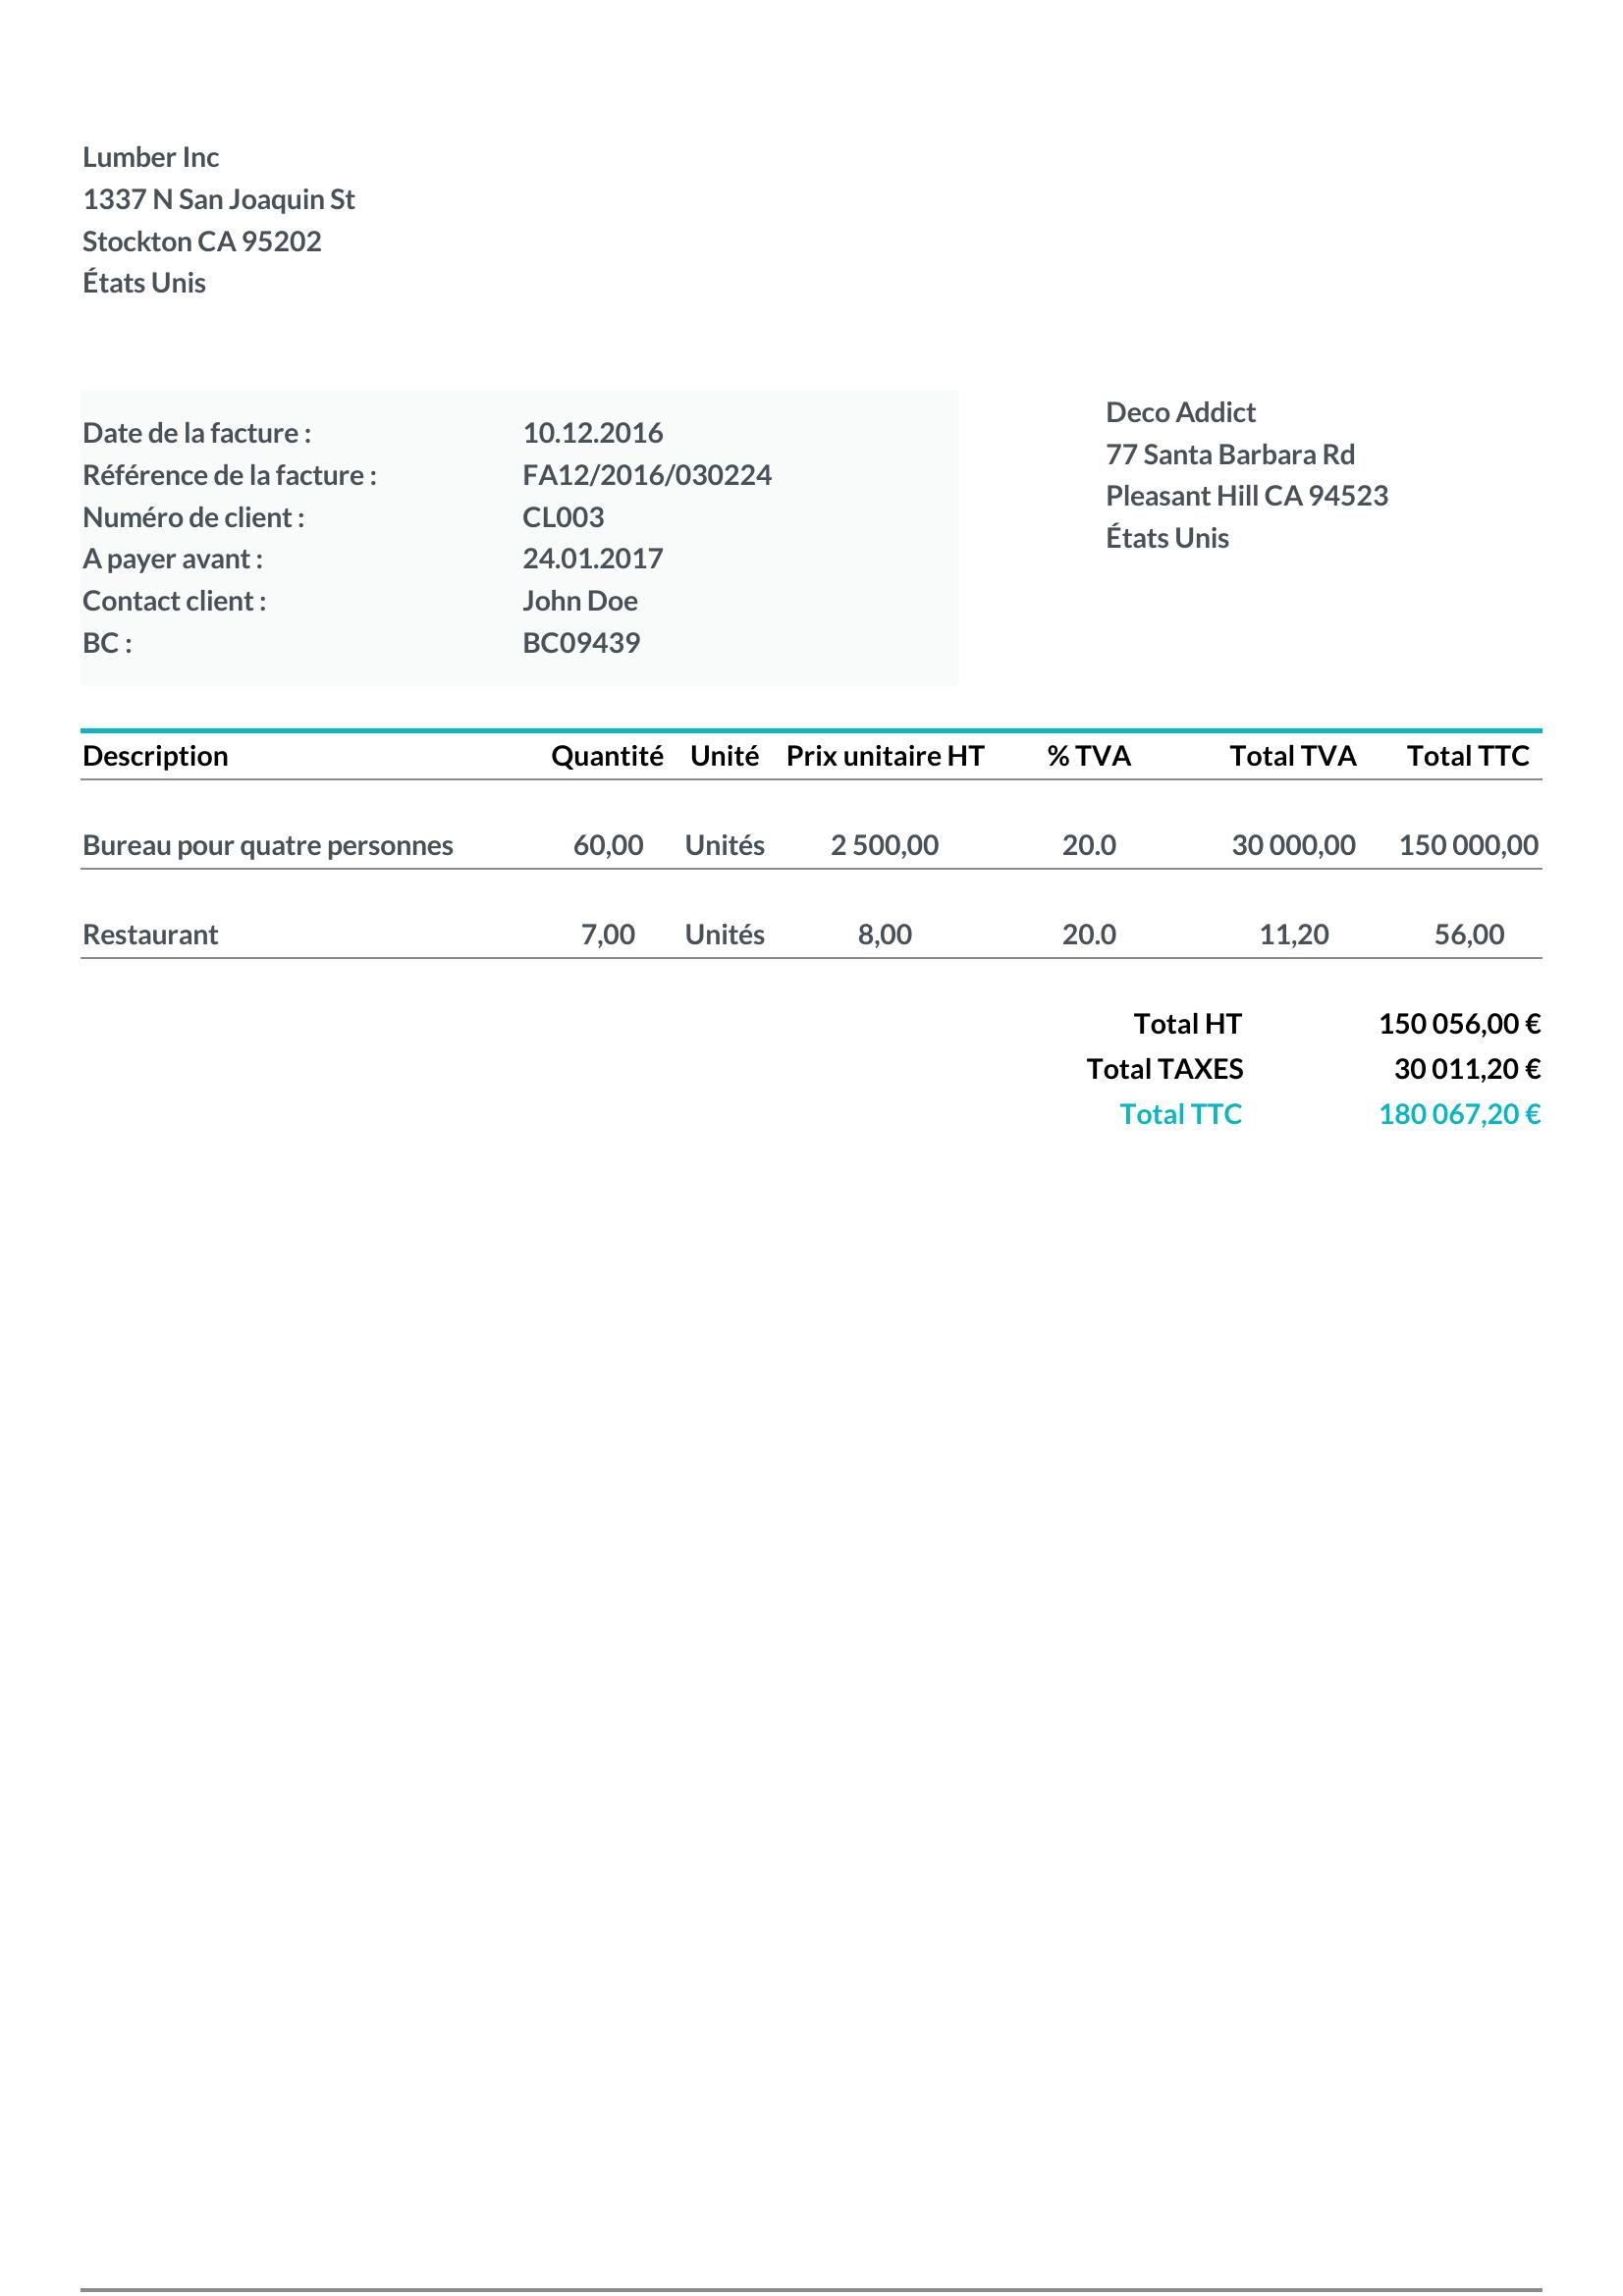 Lumber Inc
1337 N San Joaquin St
Stockton CA 95202
États Unis
Deco Addict
77 Santa Barbara Rd
Pleasant Hill CA 94523
États Unis
Date de la facture : 10.12.2016
Référence de la facture : FA12/2016/030224
Numéro de client : CL003
A payer avant : 24.01.2017
Contact client : John Doe
BC : BC09439
Description Quantité Unité Prix unitaire HT % TVA Total TVA Total TTC
Bureau pour quatre personnes 60,00 Unités 2 500,00 20.0 30 000,00 150 000,00
Restaurant 7,00 Unités 8,00 20.0 11,20 56,00
Total HT 150 056,00 €
Total TAXES 30 011,20 €
Total TTC 180 067,20 €